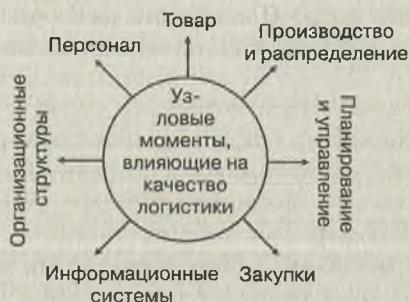 Товар
Персонал
Производство
и распределение
Организационные
структуры
Уз-
ловые
моменты,
влияющие на
качество
логистики
Планирование
и управление
Информационные
системы
Закупки